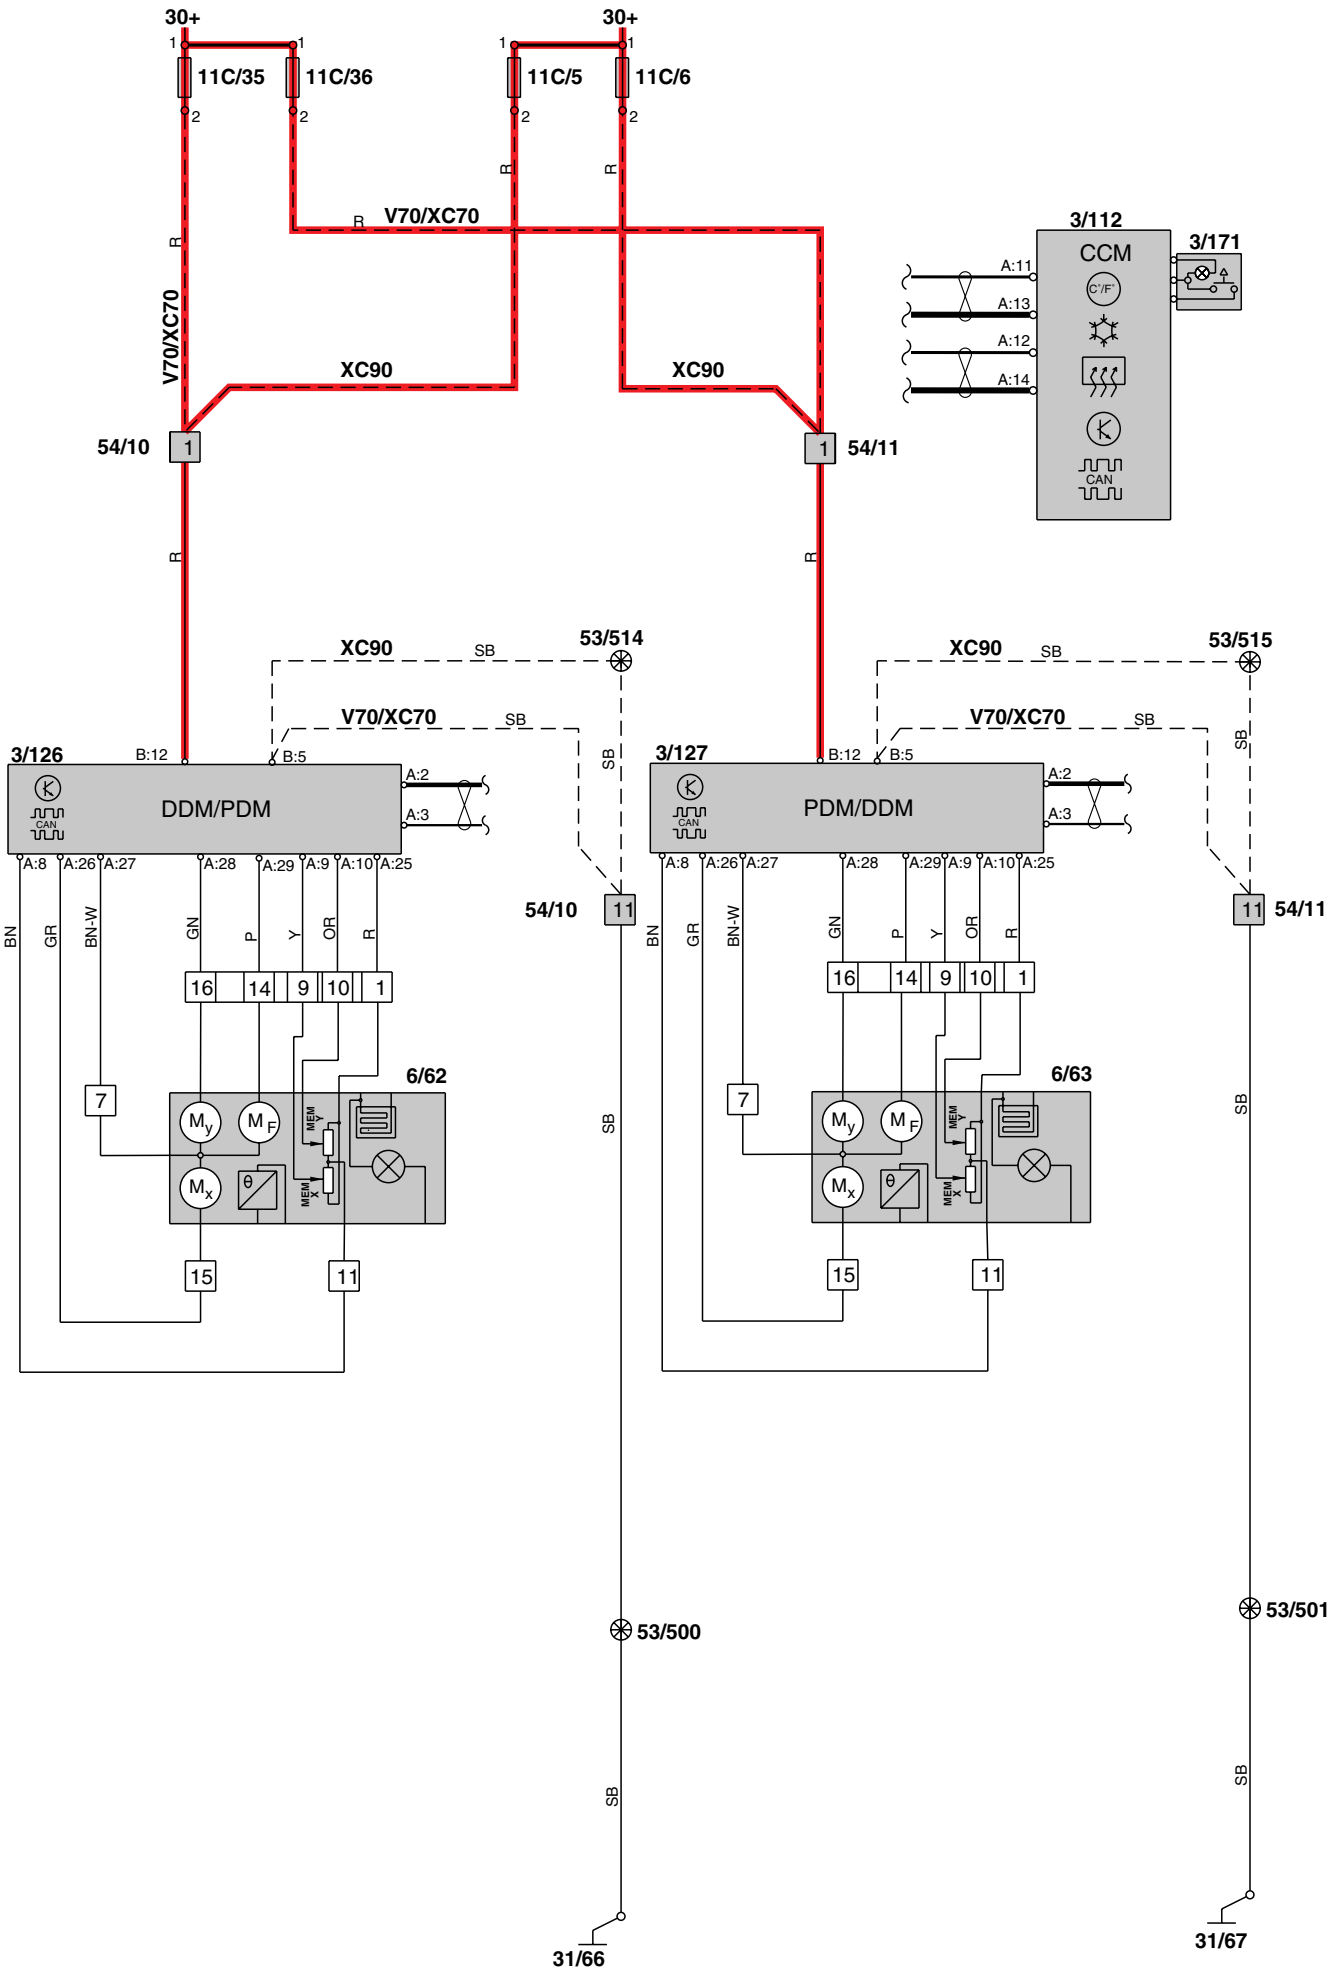 30+
30+
1
1
1
1
11C/35
11C/36
11C/5
11C/6
2
2
2
2
R
R
R
V70/XC70
R
V70/XC70
XC90
XC90
3/112
CCM
3/171
A:11
C°/F°
A:13
A:12
A:14
CAN
54/10
1
1
54/11
R
R
XC90
SB
53/514
XC90
SB
53/515
V70/XC70
SB
V70/XC70
SB
SB
SB
3/126
B:12
B:5
3/127
B:12
B:5
DDM/PDM
CAN
A:2
A:3
PDM/DDM
CAN
A:2
A:3
A:8
A:26
A:27
A:28
A:29
A:9
A:10
A:25
A:8
A:26
A:27
A:28
A:29
A:9
A:10
A:25
54/10
11
11
54/11
BN
GR
BN-W
GN
P
Y
OR
R
BN
GR
BN-W
GN
P
Y
OR
R
16
14
9
10
1
16
14
9
10
1
6/62
6/63
7
7
My
MF
MEM Y
My
MF
MEM Y
SB
SB
Mx
θ
MEM X
Mx
θ
MEM X
15
11
15
11
53/500
53/501
SB
SB
31/66
31/67